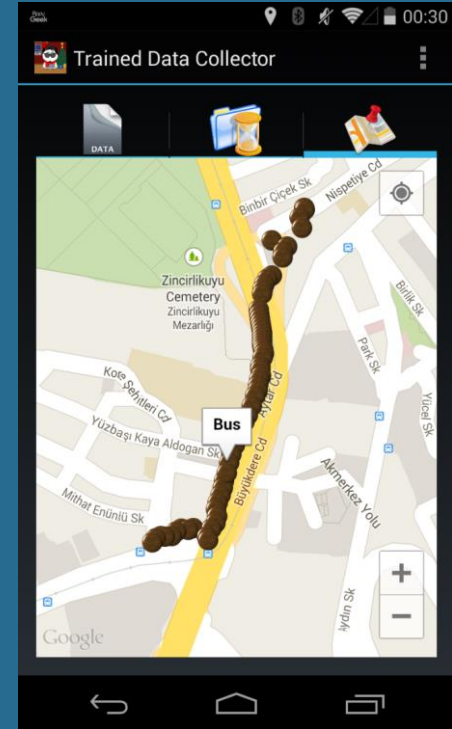 00:30
Trained Data Collector
DATA
Binbir Çiçek Sk
Nispetiye Cd
Zincirlikuyu
Cemetery
Zincirlikuyu
Mezarlığı
Birlik Sk
Park Sk
Kore
Şehitleri Cd
Aytar Cd
Yücel Sk
Bus
Yüzbaşı Kaya Aldogan Sk
Büyükdere Cd
Akmerkez Yolu
Mithat Enünlü Sk
Aydın Sk
+
−
Google